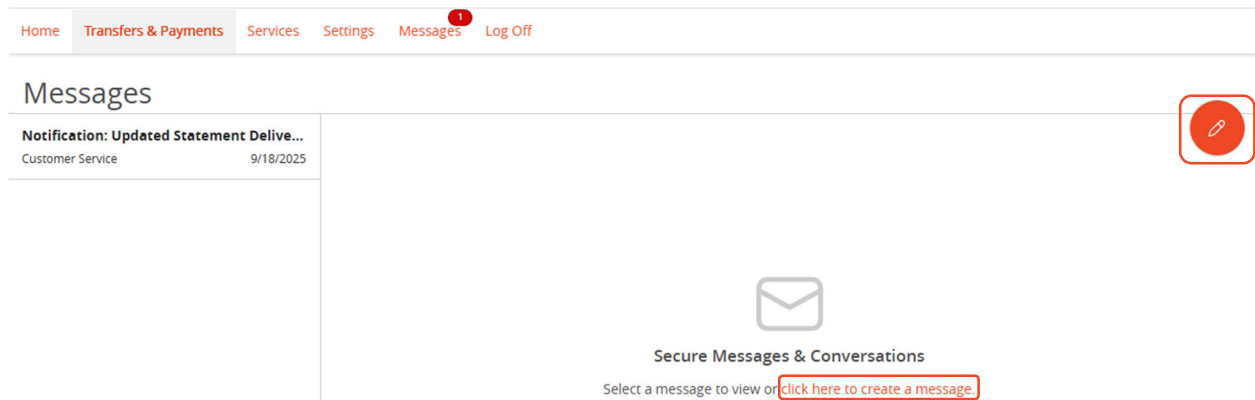 1
Home Transfers & Payments Services Settings Messages Log Off
Messages
Notification: Updated Statement Delive...
Customer Service 9/18/2025
Secure Messages & Conversations
Select a message to view or click here to create a message.